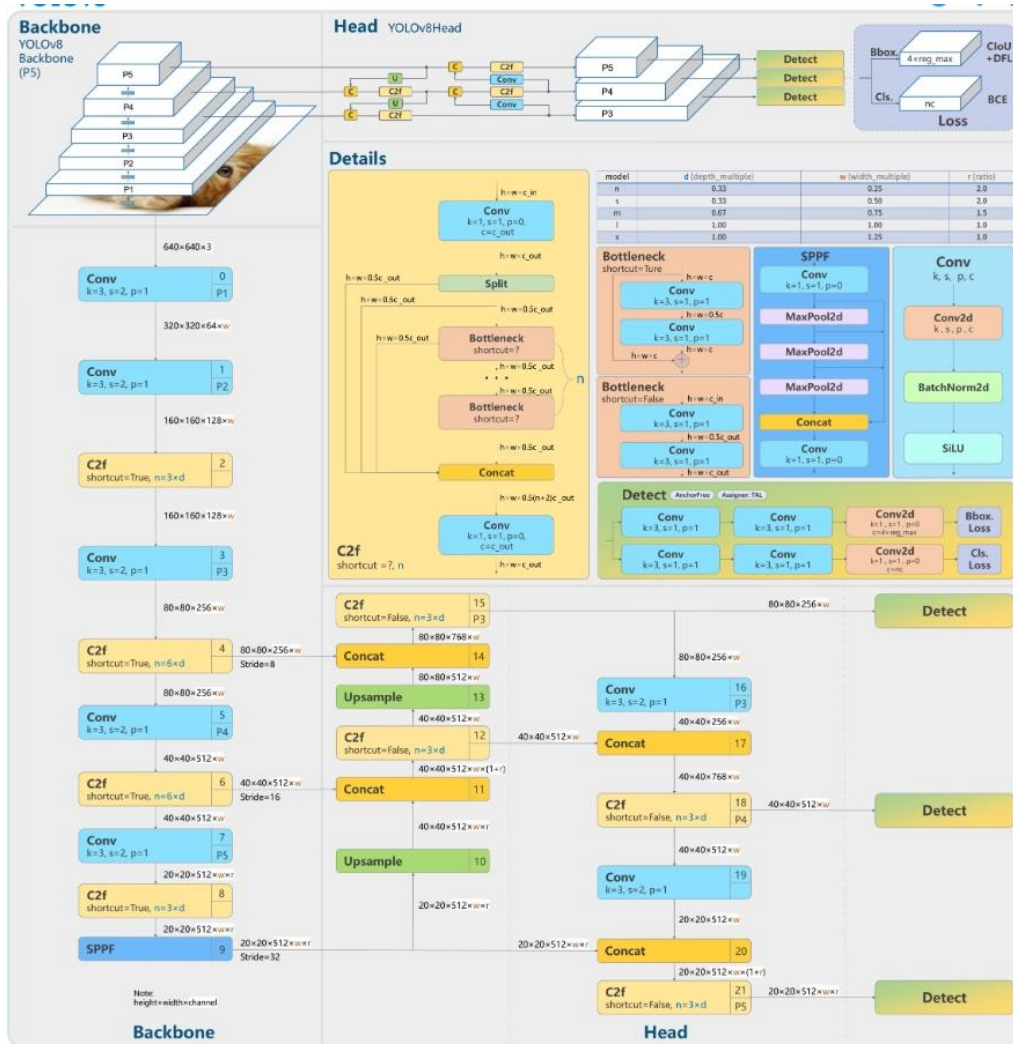 Backbone
YOLOv8
Backbone
(P5)
P5
P4
P3
P2
P1
Head YOLOv8Head
C
C2f
U
Conv
C
C2f
C
C2f
U
Conv
C
C2f
P5
P4
P3
Detect
Detect
Detect
Bbox.
4×reg_max
CIoU
+DFL
Cls.
nc
BCE
Loss
640×640×3
Conv 0
k=3, s=2, p=1 P1
320×320×64×w
Conv 1
k=3, s=2, p=1 P2
160×160×128×w
C2f 2
shortcut=True, n=3×d
160×160×128×w
Conv 3
k=3, s=2, p=1 P3
80×80×256×w
C2f 4
shortcut=True, n=6×d
80×80×256×w
Stride=8
80×80×256×w
Conv 5
k=3, s=2, p=1 P4
40×40×512×w
C2f 6
shortcut=True, n=6×d
40×40×512×w
Stride=16
40×40×512×w
Conv 7
k=3, s=2, p=1 P5
20×20×512×w×r
C2f 8
shortcut=True, n=3×d
20×20×512×w×r
SPPF 9
20×20×512×w×r
Stride=32
Note:
height×width×channel
Backbone
Details
h=w=c_in
Conv
k=1, s=1, p=0,
c=c_out
h=w=c_out
Split
h=w=0.5c_out
h=w=0.5c_out
h=w=0.5c_out
h=w=0.5c_out
Bottleneck
shortcut=?
h=w=0.5c_out
• • •
n
h=w=0.5c_out
Bottleneck
shortcut=?
h=w=0.5c_out
Concat
h=w=0.5(n+2)c_out
Conv
k=1, s=1, p=0,
c=c_out
h=w=c_out
C2f
shortcut =?, n
model d (depth_multiple) w (width_multiple) r (ratio)
n 0.33 0.25 2.0
s 0.33 0.50 2.0
m 0.67 0.75 1.5
l 1.00 1.00 1.0
x 1.00 1.25 1.0
Bottleneck
shortcut=Ture
h=w=c
Conv
k=3, s=1, p=1
h=w=0.5c
Conv
k=3, s=1, p=1
h=w=c
h=w=c
Bottleneck
shortcut=False
h=w=c_in
Conv
k=3, s=1, p=1
h=w=0.5c_out
Conv
k=3, s=1, p=1
h=w=c_out
SPPF
Conv
k=1, s=1, p=0
MaxPool2d
MaxPool2d
MaxPool2d
Concat
Conv
k=1, s=1, p=0
Conv
k, s, p, c
Conv2d
k, s, p, c
BatchNorm2d
SiLU
Detect AnchorFree Assigner: TAL
Conv
k=3, s=1, p=1
Conv
k=3, s=1, p=1
Conv2d
k=1, s=1, p=0
c=4×reg_max
Bbox.
Loss
Conv
k=3, s=1, p=1
Conv
k=3, s=1, p=1
Conv2d
k=1, s=1, p=0
c=nc
Cls.
Loss
C2f 15
shortcut=False, n=3×d P3
80×80×256×w
Detect
80×80×768×w
Concat 14
80×80×512×w
Upsample 13
40×40×512×w
C2f 12
shortcut=False, n=3×d
40×40×512×w
40×40×512×w×(1+r)
Concat 11
40×40×512×w×r
Upsample 10
20×20×512×w×r
80×80×256×w
Conv 16
k=3, s=2, p=1 P3
40×40×256×w
Concat 17
40×40×768×w
C2f 18
shortcut=False, n=3×d P4
40×40×512×w
Detect
40×40×512×w
Conv 19
k=3, s=2, p=1
20×20×512×w
20×20×512×w×r
Concat 20
20×20×512×w×(1+r)
C2f 21
shortcut=False, n=3×d P5
20×20×512×w×r
Detect
Head